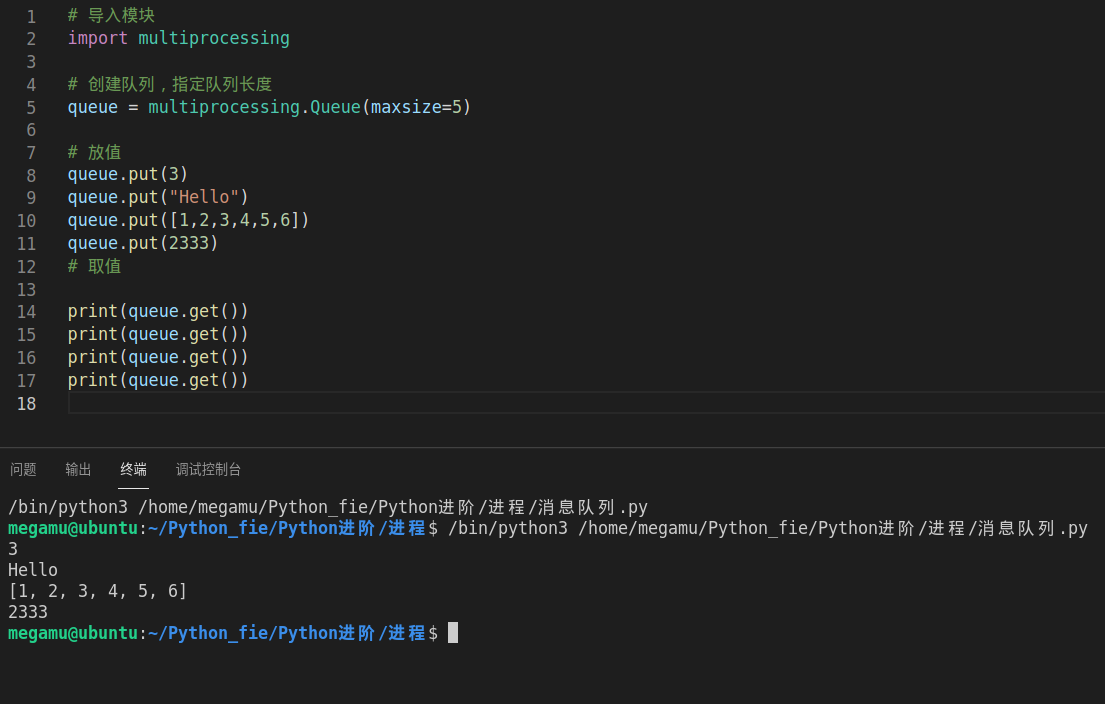 1 # 导入模块
2 import multiprocessing
3
4 # 创建队列，指定队列长度
5 queue = multiprocessing.Queue(maxsize=5)
6
7 # 放值
8 queue.put(3)
9 queue.put("Hello")
10 queue.put([1,2,3,4,5,6])
11 queue.put(2333)
12 # 取值
13
14 print(queue.get())
15 print(queue.get())
16 print(queue.get())
17 print(queue.get())
18
问题 输出 终端 调试控制台
/bin/python3 /home/megamu/Python_fie/Python进阶/进程/消息队列.py
megamu@ubuntu:~/Python_fie/Python进阶/进程$ /bin/python3 /home/megamu/Python_fie/Python进阶/进程/消息队列.py
3
Hello
[1, 2, 3, 4, 5, 6]
2333
megamu@ubuntu:~/Python_fie/Python进阶/进程$